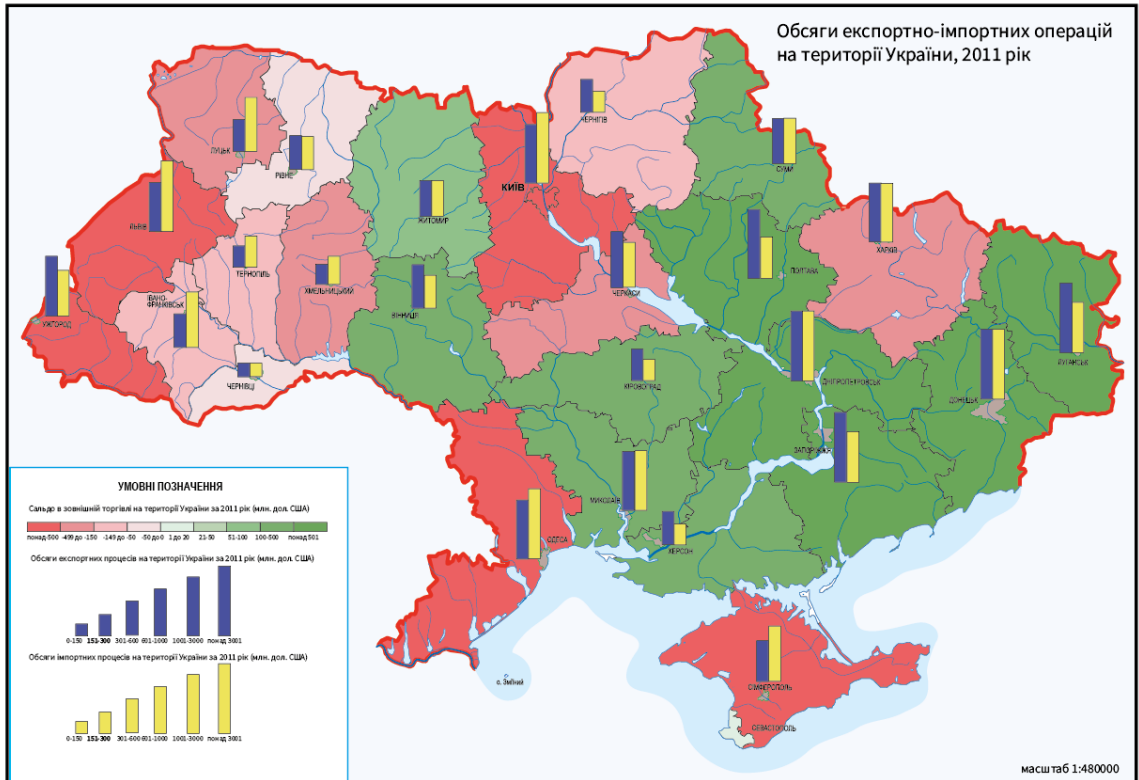 Обсяги експортно-імпортних операцій
на території України, 2011 рік
ЧЕРНІГІВ
ЛУЦЬК
РІВНЕ
СУМИ
КИЇВ
ЖИТОМИР
ЛЬВІВ
ХАРКІВ
ТЕРНОПІЛЬ
ПОЛТАВА
ХМЕЛЬНИЦЬКИЙ
ЧЕРКАСИ
ІВАНО-
ФРАНКІВСЬК
ВІННИЦЯ
УЖГОРОД
ЛУГАНСЬК
ЧЕРНІВЦІ
КІРОВОГРАД
ДНІПРОПЕТРОВСЬК
ДОНЕЦЬК
ЗАПОРІЖЖЯ
МИКОЛАЇВ
ОДЕСА
ХЕРСОН
СІМФЕРОПОЛЬ
СЕВАСТОПОЛЬ
о. Зміїний
УМОВНІ ПОЗНАЧЕННЯ
Сальдо в зовнішній торгівлі на території України за 2011 рік (млн. дол. США)
понад-500 -499 до -150 -149 до -50 -50 до 0 1 до 20 21-50 51-100 100-500 понад 501
Обсяги експортних процесів на території України за 2011 рік (млн. дол. США)
0-150 151-300 301-600 601-1000 1001-3000 понад 3001
Обсяги імпортних процесів на території України за 2011 рік (млн. дол. США)
0-150 151-300 301-600 601-1000 1001-3000 понад 3001
масштаб 1:480000